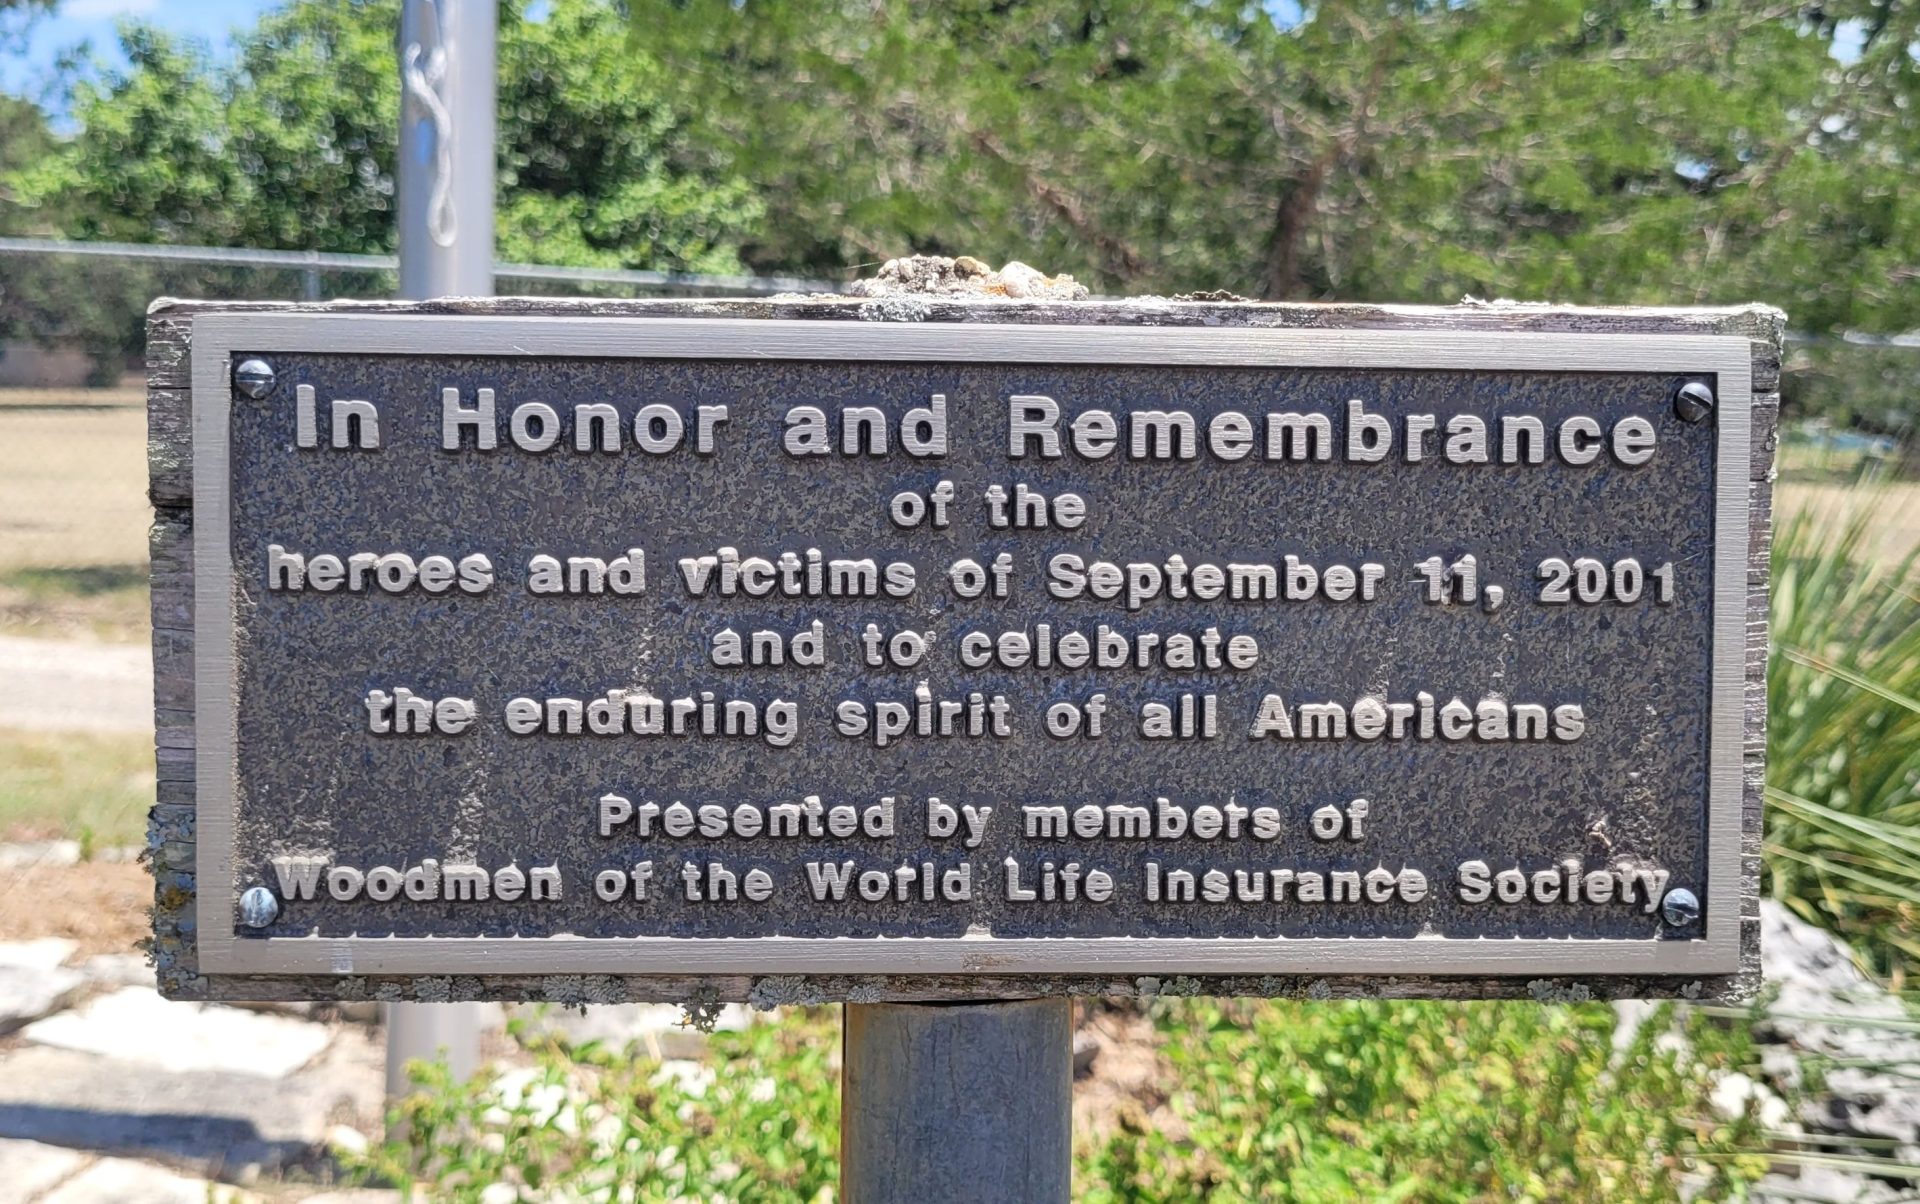 In Honor and Remembrance
of the
heroes and victims of September 11, 2001
and to celebrate
the enduring spirit of all Americans
Presented by members of
Woodmen of the World Life Insurance Society